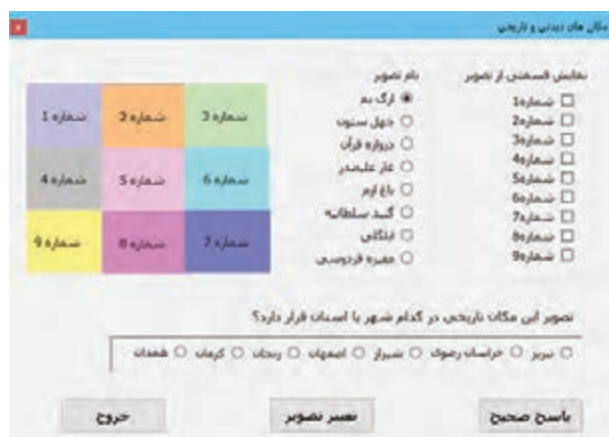 مکان های دیدنی و تاریخی
نمایش قسمتی از تصویر
شماره1
شماره2
شماره3
شماره4
شماره5
شماره6
شماره7
شماره8
شماره9
نام تصویر
ارگ بم
چهل ستون
دروازه قرآن
غار علیصدر
باغ ارم
گنبد سلطانیه
ایلگلی
مقبره فردوسی
شماره 3 شماره 2 شماره 1
شماره 6 شماره 5 شماره 4
شماره 7 شماره 8 شماره 9
تصویر این مکان تاریخی در کدام شهر یا استان قرار دارد؟
تبریز خراسان رضوی شیراز اصفهان زنجان کرمان همدان
پاسخ صحیح تغییر تصویر خروج